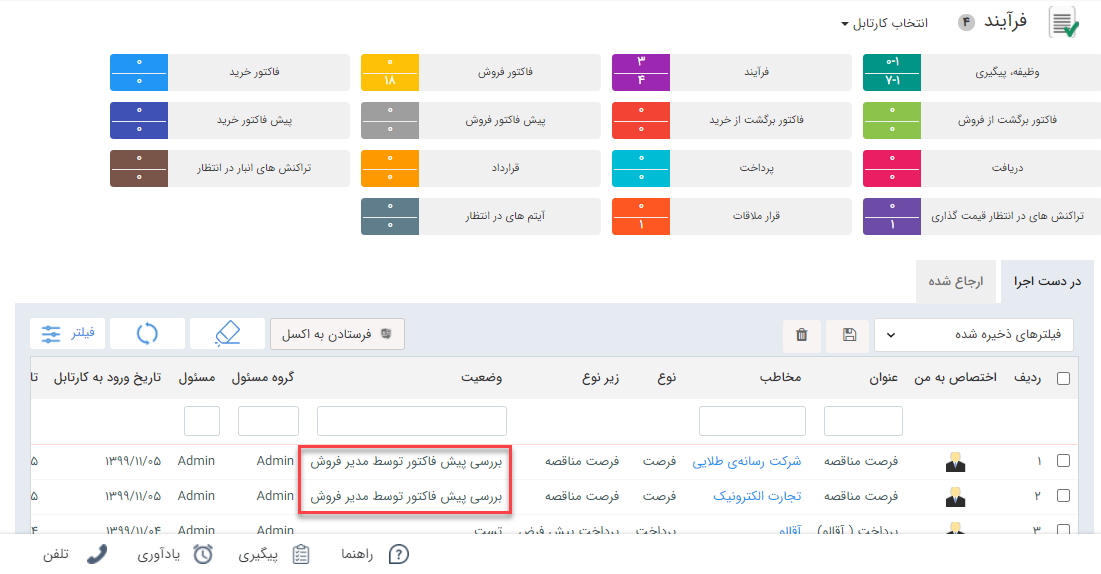 فرآیند ۴ انتخاب کارتابل
وظیفه، پیگیری ۰-۱ ۷-۱
فرآیند ۳ ۴
فاکتور فروش ۰ ۱۸
فاکتور خرید ۰ ۰
فاکتور برگشت از فروش ۰ ۰
فاکتور برگشت از خرید ۰ ۰
پیش فاکتور فروش ۰ ۰
پیش فاکتور خرید ۰ ۰
دریافت ۰ ۰
پرداخت ۰ ۰
قرارداد ۰ ۰
تراکنش های انبار در انتظار ۰ ۰
تراکنش های در انتظار قیمت گذاری ۰ ۱
قرار ملاقات ۰ ۱
آیتم های در انتظار ۰ ۰
در دست اجرا ارجاع شده
فیلترهای ذخیره شده فرستادن به اکسل فیلتر
ردیف اختصاص به من عنوان مخاطب نوع زیر نوع وضعیت گروه مسئول مسئول تاریخ ورود به کارتابل تا
۱ فرصت مناقصه شرکت رسانه‌ی طلایی فرصت فرصت مناقصه بررسی پیش فاکتور توسط مدیر فروش Admin Admin ۱۳۹۹/۱۱/۰۵ ۵
۲ فرصت مناقصه تجارت الکترونیک فرصت فرصت مناقصه بررسی پیش فاکتور توسط مدیر فروش Admin Admin ۱۳۹۹/۱۱/۰۵ ۵
۳ پرداخت ( آقالو) آقالو پرداخت پرداخت پیش فرض تست Admin Admin ۱۳۹۹/۱۱/۰۴ ۴
راهنما پیگیری یادآوری تلفن